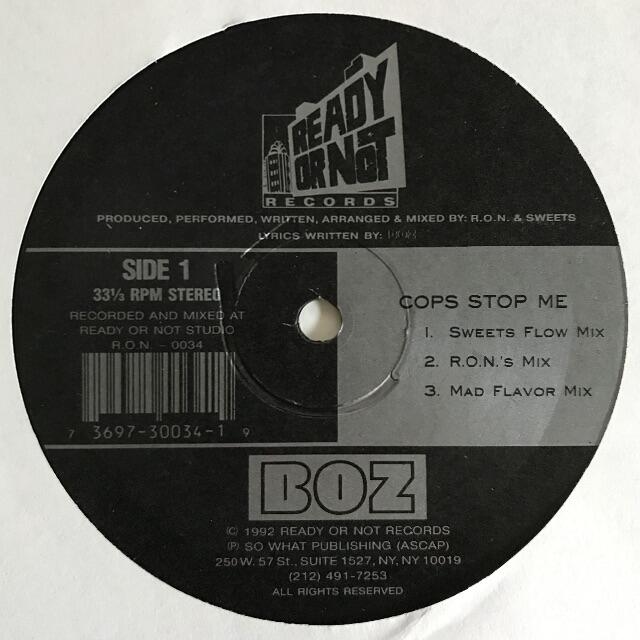 READY
OR NOT
RECORDS
PRODUCED, PERFORMED, WRITTEN, ARRANGED & MIXED BY: R.O.N. & SWEETS
LYRICS WRITTEN BY: BOZ
SIDE 1
33⅓ RPM STEREO
RECORDED AND MIXED AT
READY OR NOT STUDIO
R.O.N. - 0034
7 3697-30034-1 9
COPS STOP ME
1. SWEETS FLOW MIX
2. R.O.N.'S MIX
3. MAD FLAVOR MIX
BOZ
© 1992 READY OR NOT RECORDS
℗ SO WHAT PUBLISHING (ASCAP)
250 W. 57 St., SUITE 1527, NY, NY 10019
(212) 491-7253
ALL RIGHTS RESERVED